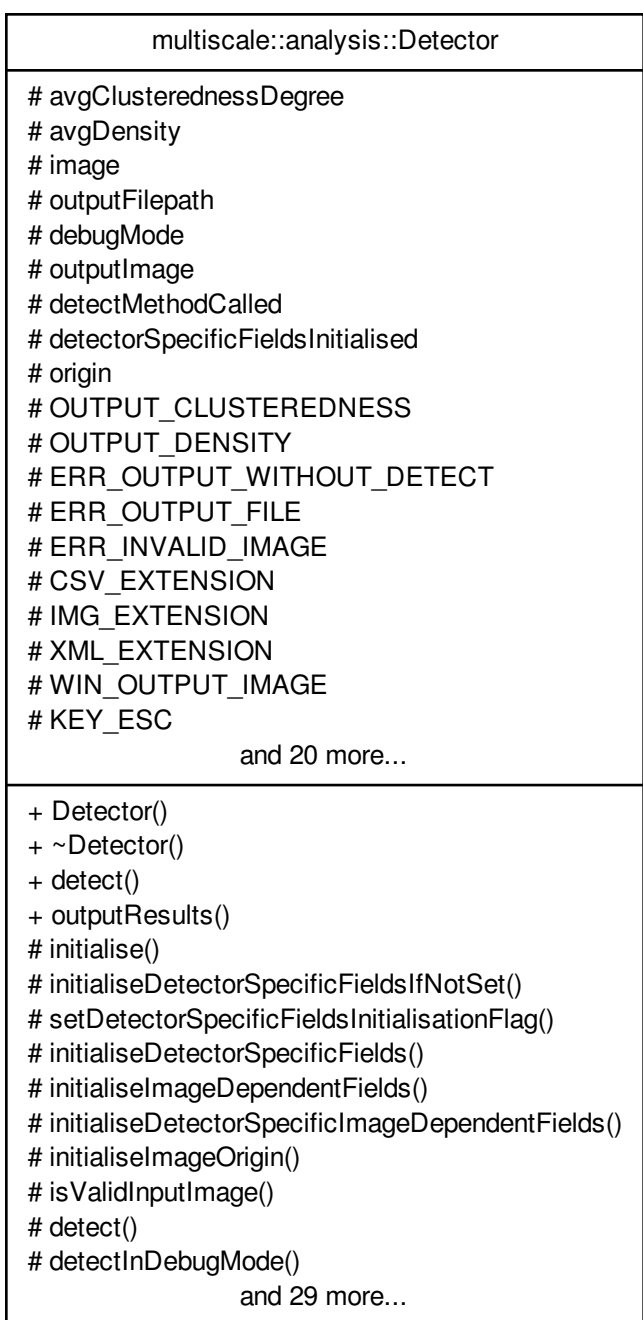 multiscale::analysis::Detector
# avgClusterednessDegree
# avgDensity
# image
# outputFilepath
# debugMode
# outputImage
# detectMethodCalled
# detectorSpecificFieldsInitialised
# origin
# OUTPUT_CLUSTEREDNESS
# OUTPUT_DENSITY
# ERR_OUTPUT_WITHOUT_DETECT
# ERR_OUTPUT_FILE
# ERR_INVALID_IMAGE
# CSV_EXTENSION
# IMG_EXTENSION
# XML_EXTENSION
# WIN_OUTPUT_IMAGE
# KEY_ESC
and 20 more...
+ Detector()
+ ~Detector()
+ detect()
+ outputResults()
# initialise()
# initialiseDetectorSpecificFieldsIfNotSet()
# setDetectorSpecificFieldsInitialisationFlag()
# initialiseDetectorSpecificFields()
# initialiseImageDependentFields()
# initialiseDetectorSpecificImageDependentFields()
# initialiseImageOrigin()
# isValidInputImage()
# detect()
# detectInDebugMode()
and 29 more...